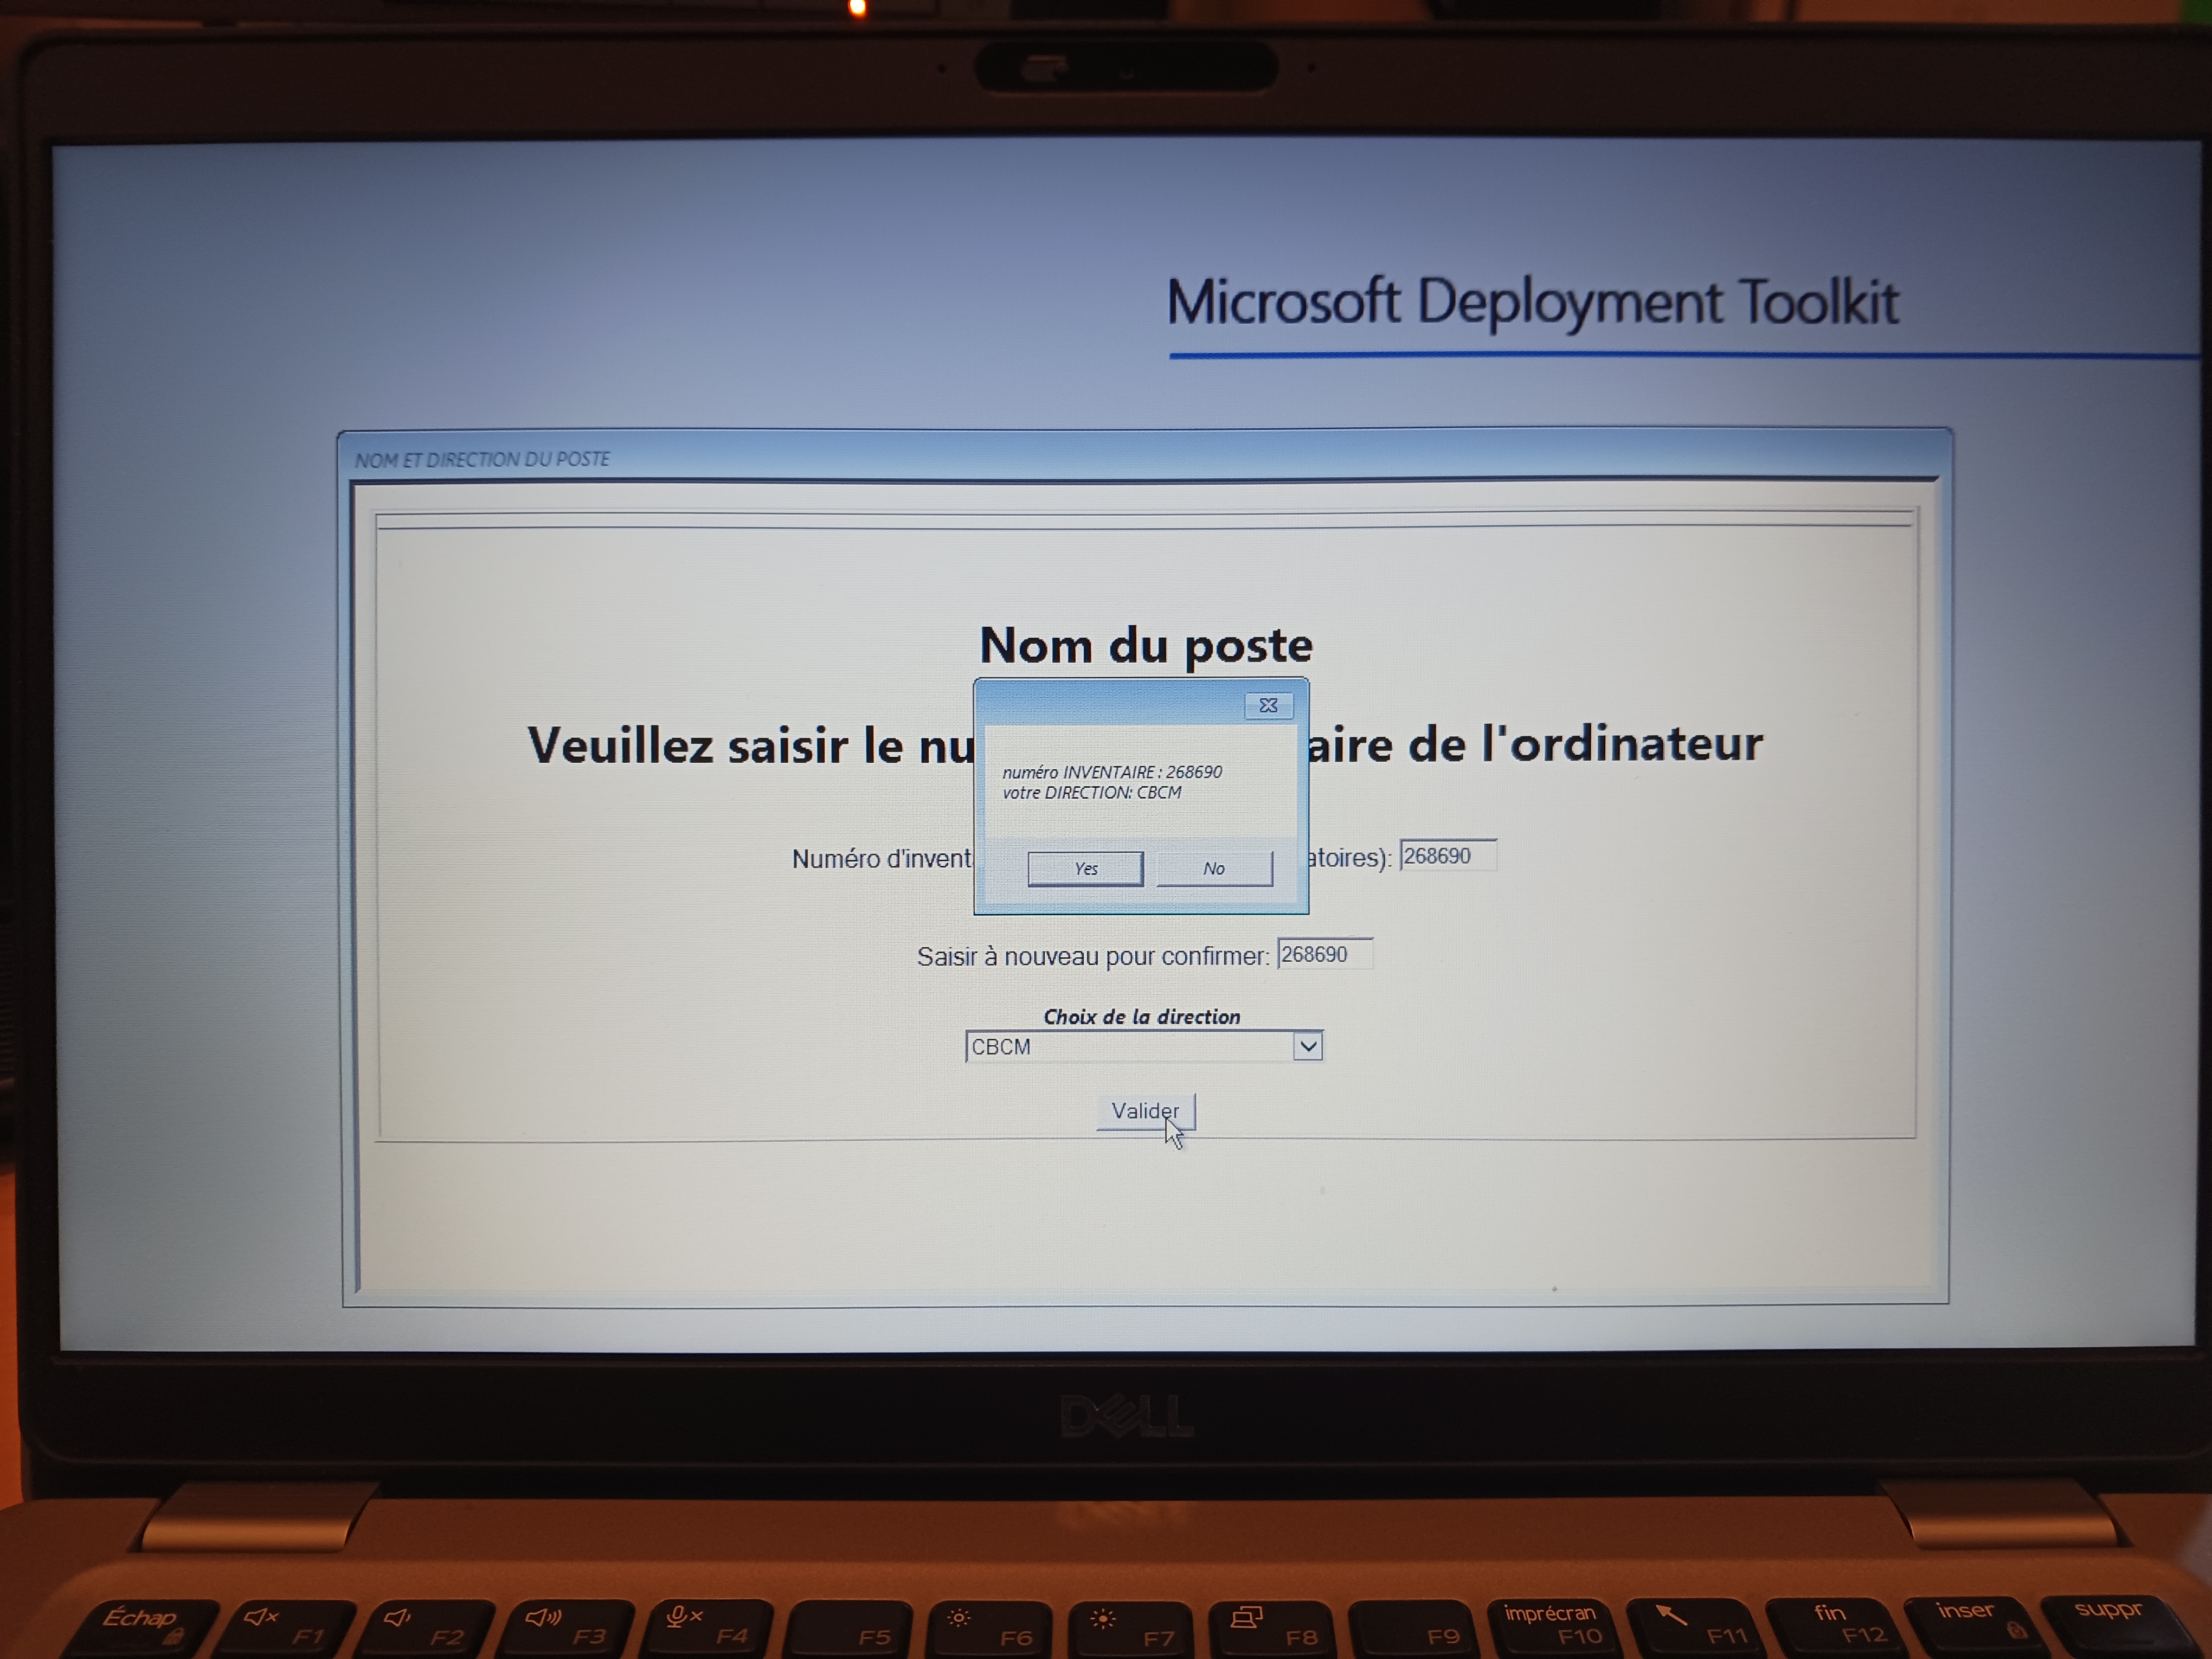 Microsoft Deployment Toolkit
NOM ET DIRECTION DU POSTE
Nom du poste
Veuillez saisir le nu aire de l'ordinateur
numéro INVENTAIRE : 268690
votre DIRECTION: CBCM
Yes No
Numéro d'invent atoires): 268690
Saisir à nouveau pour confirmer: 268690
Choix de la direction
CBCM
Valider
DELL
Échap F1 F2 F3 F4 F5 F6 F7 F8 F9 imprécran F10 F11 fin F12 inser suppr